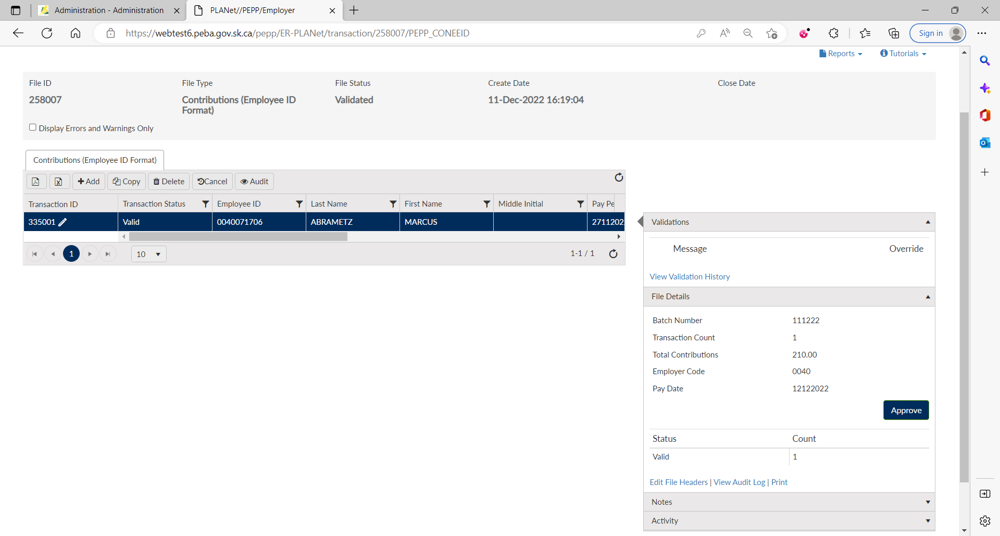 Administration - Administration
PLANet//PEPP/Employer
https://webtest6.peba.gov.sk.ca/pepp/ER-PLANet/transaction/258007/PEPP_CONEEID
Sign in
Reports
Tutorials
File ID
File Type
File Status
Create Date
Close Date
258007
Contributions (Employee ID
Format)
Validated
11-Dec-2022 16:19:04
Display Errors and Warnings Only
Contributions (Employee ID Format)
Add
Copy
Delete
Cancel
Audit
Transaction ID
Transaction Status
Employee ID
Last Name
First Name
Middle Initial
Pay Pe
335001
Valid
0040071706
ABRAMETZ
MARCUS
2711202
1
10
1-1 / 1
Validations
Message
Override
View Validation History
File Details
Batch Number 111222
Transaction Count 1
Total Contributions 210.00
Employer Code 0040
Pay Date 12122022
Approve
Status Count
Valid 1
Edit File Headers | View Audit Log | Print
Notes
Activity